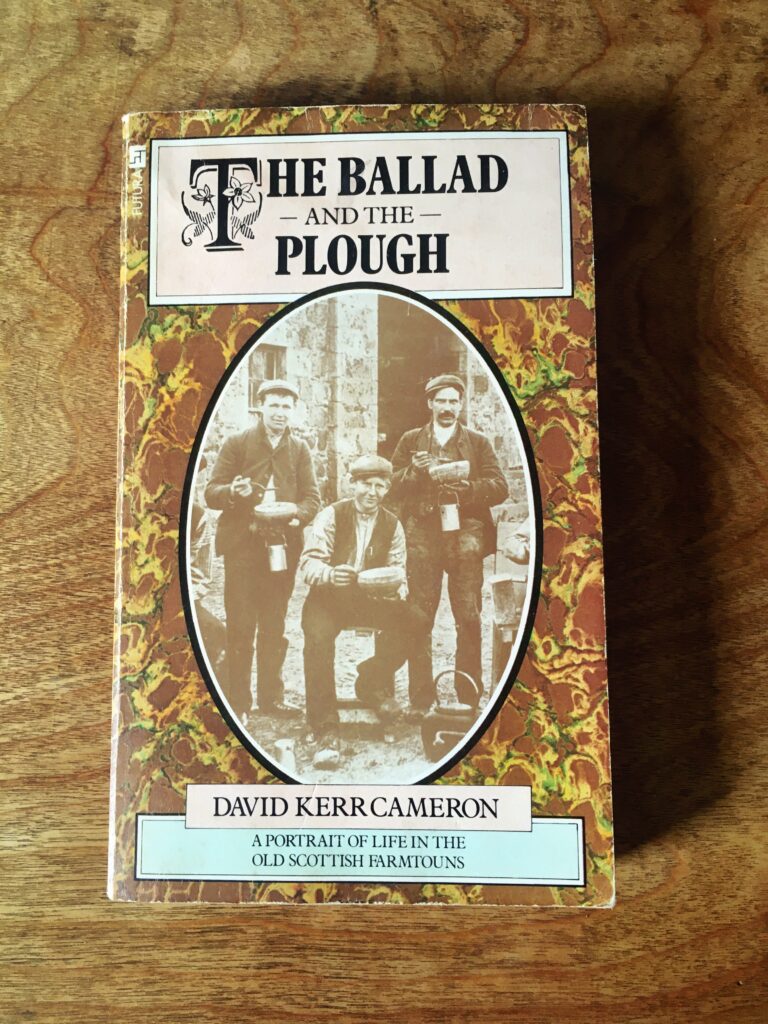 FUTURA
THE BALLAD
– AND THE –
PLOUGH
DAVID KERR CAMERON
A PORTRAIT OF LIFE IN THE
OLD SCOTTISH FARMTOUNS